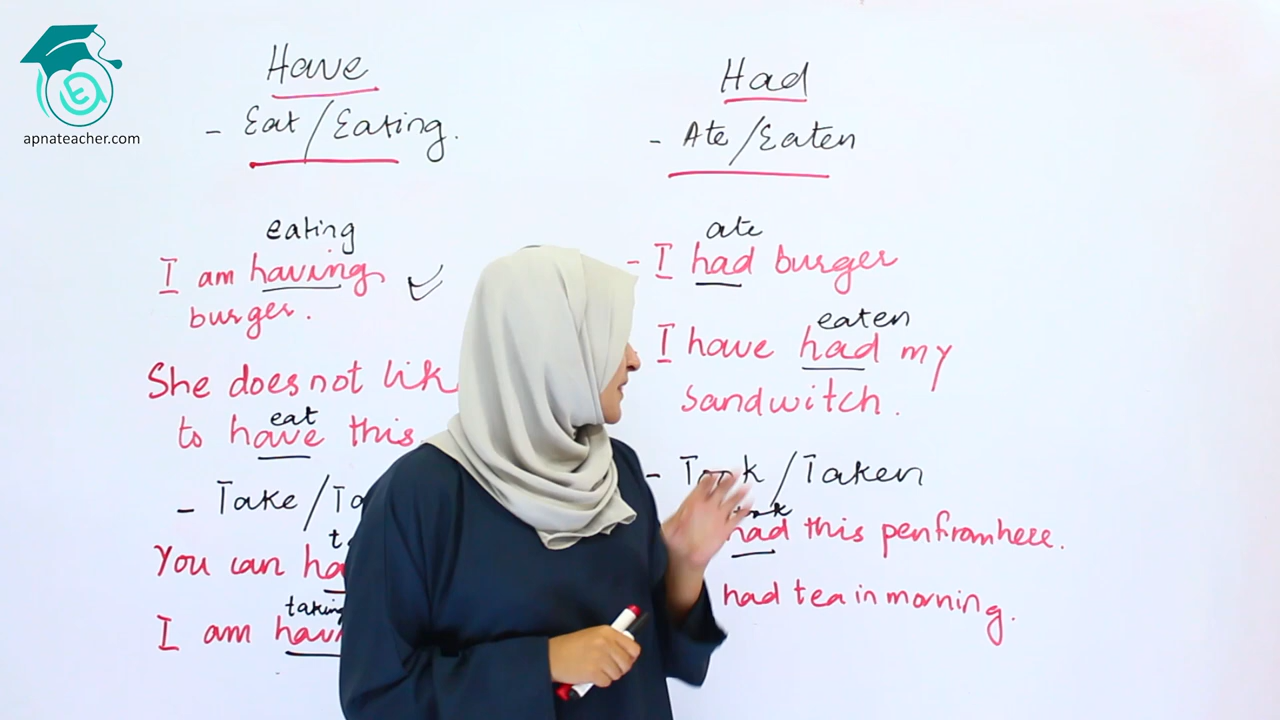 apnateacher.com
Have
- Eat/Eating.
eating
I am having
burger.
She does not lik
to have this.
eat
- Take/Ta
You can ha
taking
I am havi
Had
- Ate/Eaten
ate
- I had burger
eaten
I have had my
sandwitch.
- Took/Taken
had this pen from here.
had tea in morning.